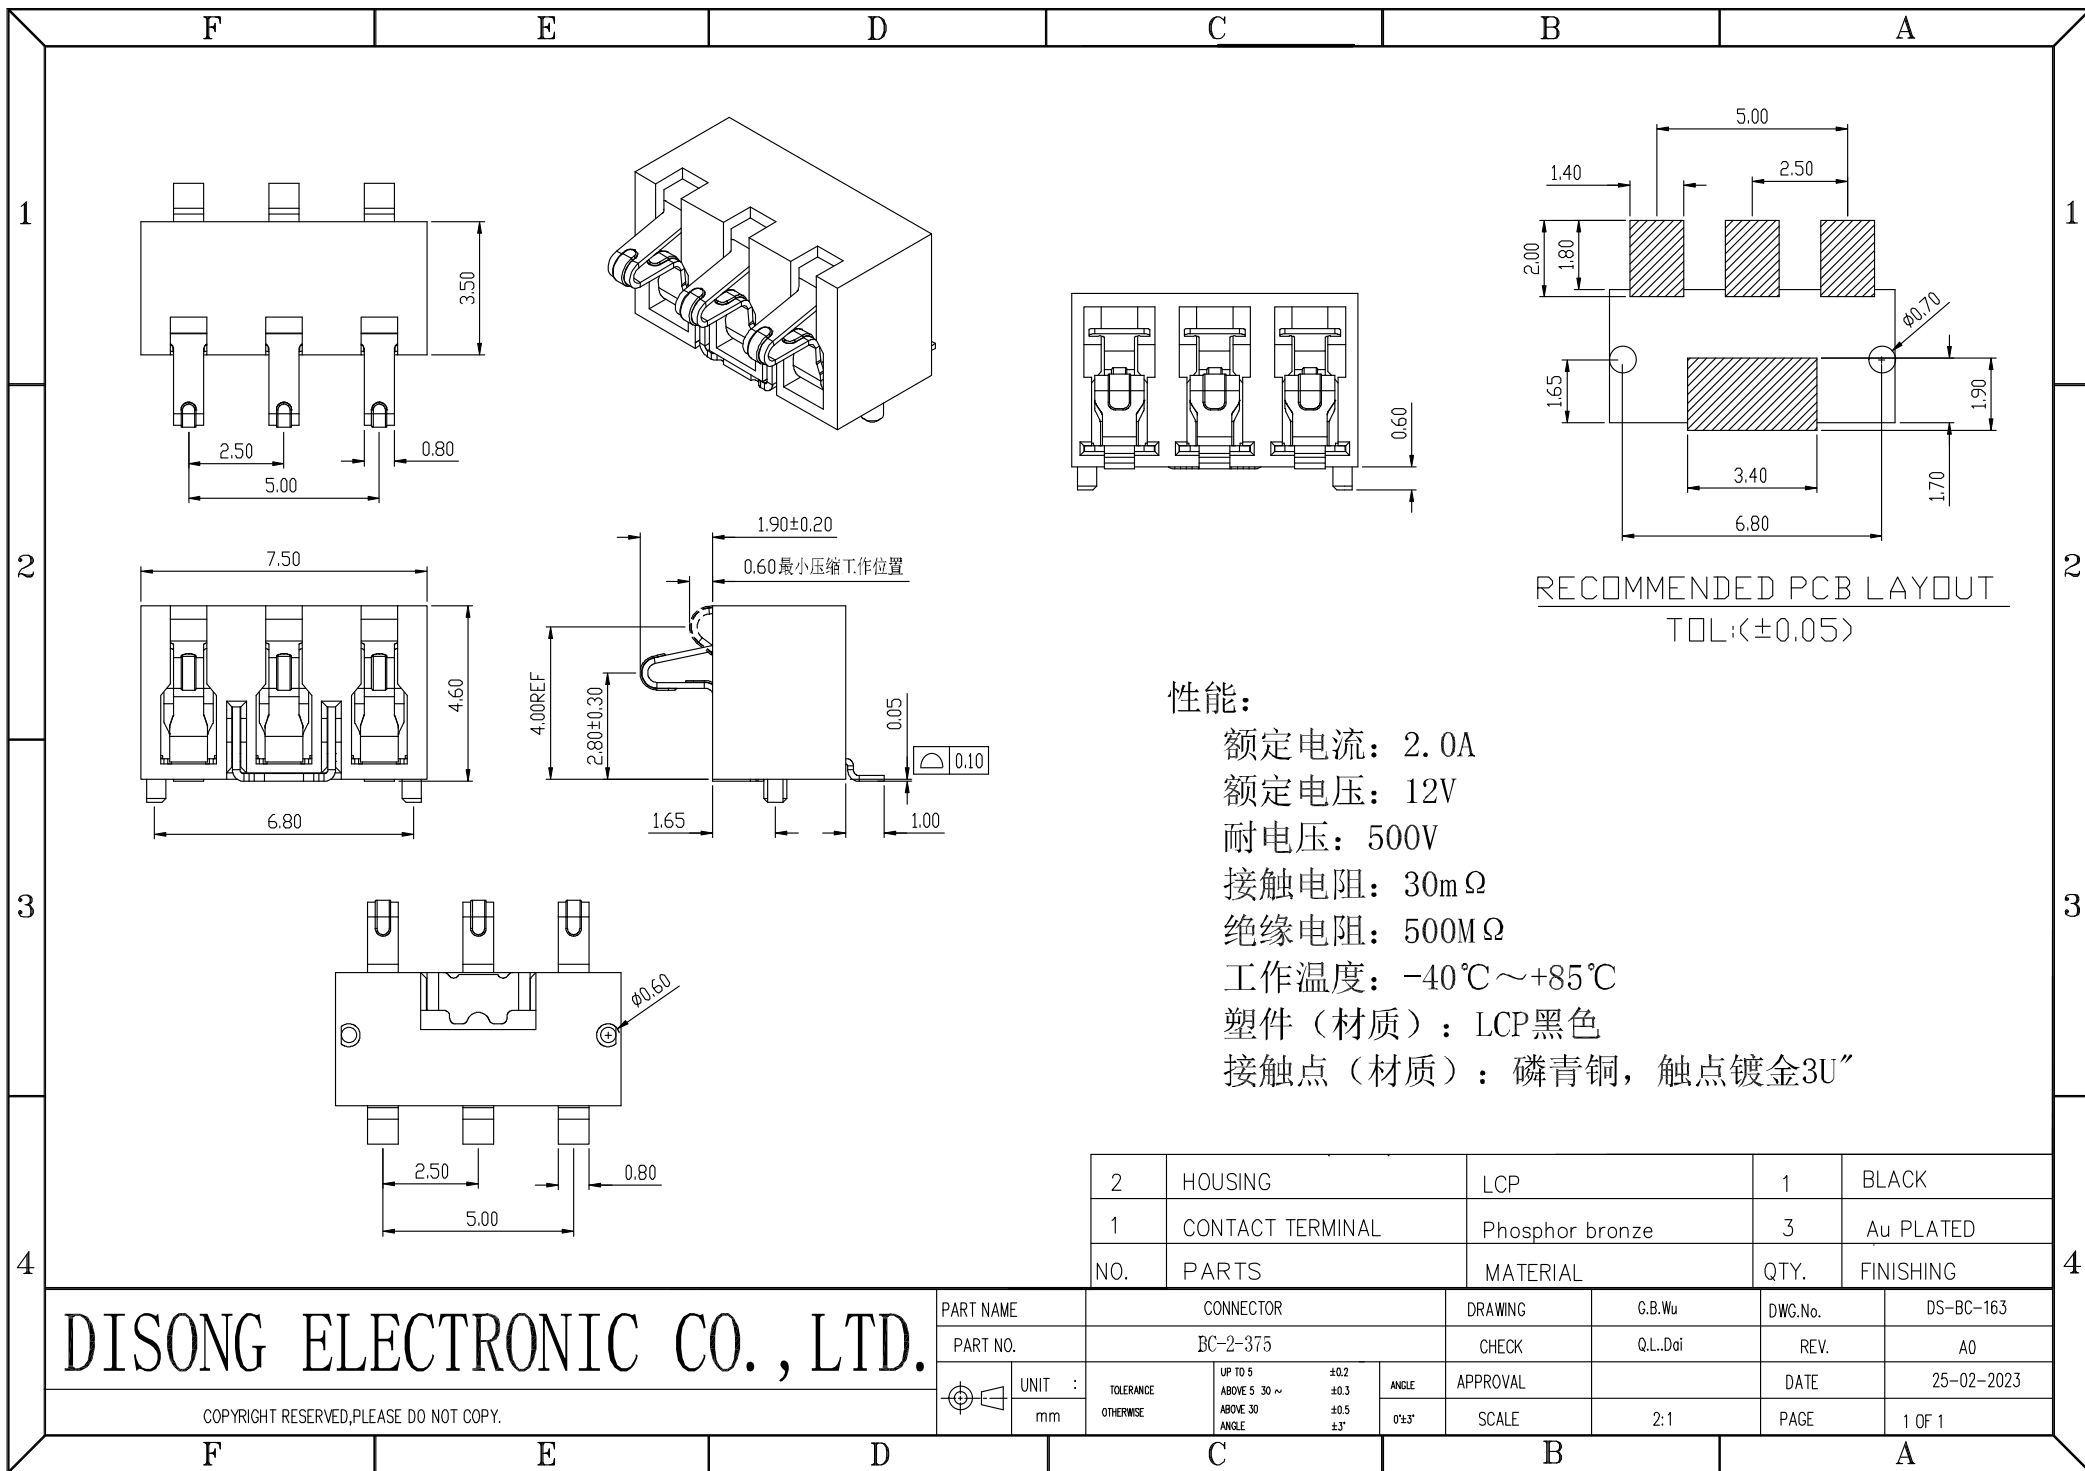 F E D C B A
1
1
2
2
3
3
4
4
3.50
2.50
0.80
5.00
0.60
5.00
2.50
1.40
2.00
1.80
ø0.70
1.65
1.90
3.40
1.70
6.80
RECOMMENDED PCB LAYOUT
TOL:(±0.05)
7.50
4.60
6.80
1.90±0.20
0.60最小压缩工作位置
4.00REF
2.80±0.30
0.05
0.10
1.65
1.00
ø0.60
2.50
0.80
5.00
性能：
额定电流：2.0A
额定电压：12V
耐电压：500V
接触电阻：30mΩ
绝缘电阻：500MΩ
工作温度：-40℃～+85℃
塑件（材质）：LCP黑色
接触点（材质）：磷青铜，触点镀金3U″
2 HOUSING LCP 1 BLACK
1 CONTACT TERMINAL Phosphor bronze 3 Au PLATED
NO. PARTS MATERIAL QTY. FINISHING
DISONG ELECTRONIC CO.,LTD.
COPYRIGHT RESERVED,PLEASE DO NOT COPY.
PART NAME CONNECTOR DRAWING G.B.Wu DWG.No. DS-BC-163
PART NO. BC-2-375 CHECK Q.L..Dai REV. A0
UNIT :
mm
TOLERANCE
OTHERWISE
UP TO 5 ±0.2
ABOVE 5 30 ~ ±0.3
ABOVE 30 ±0.5
ANGLE ±3°
ANGLE
0°±3°
APPROVAL DATE 25-02-2023
SCALE 2:1 PAGE 1 OF 1
F E D C B A